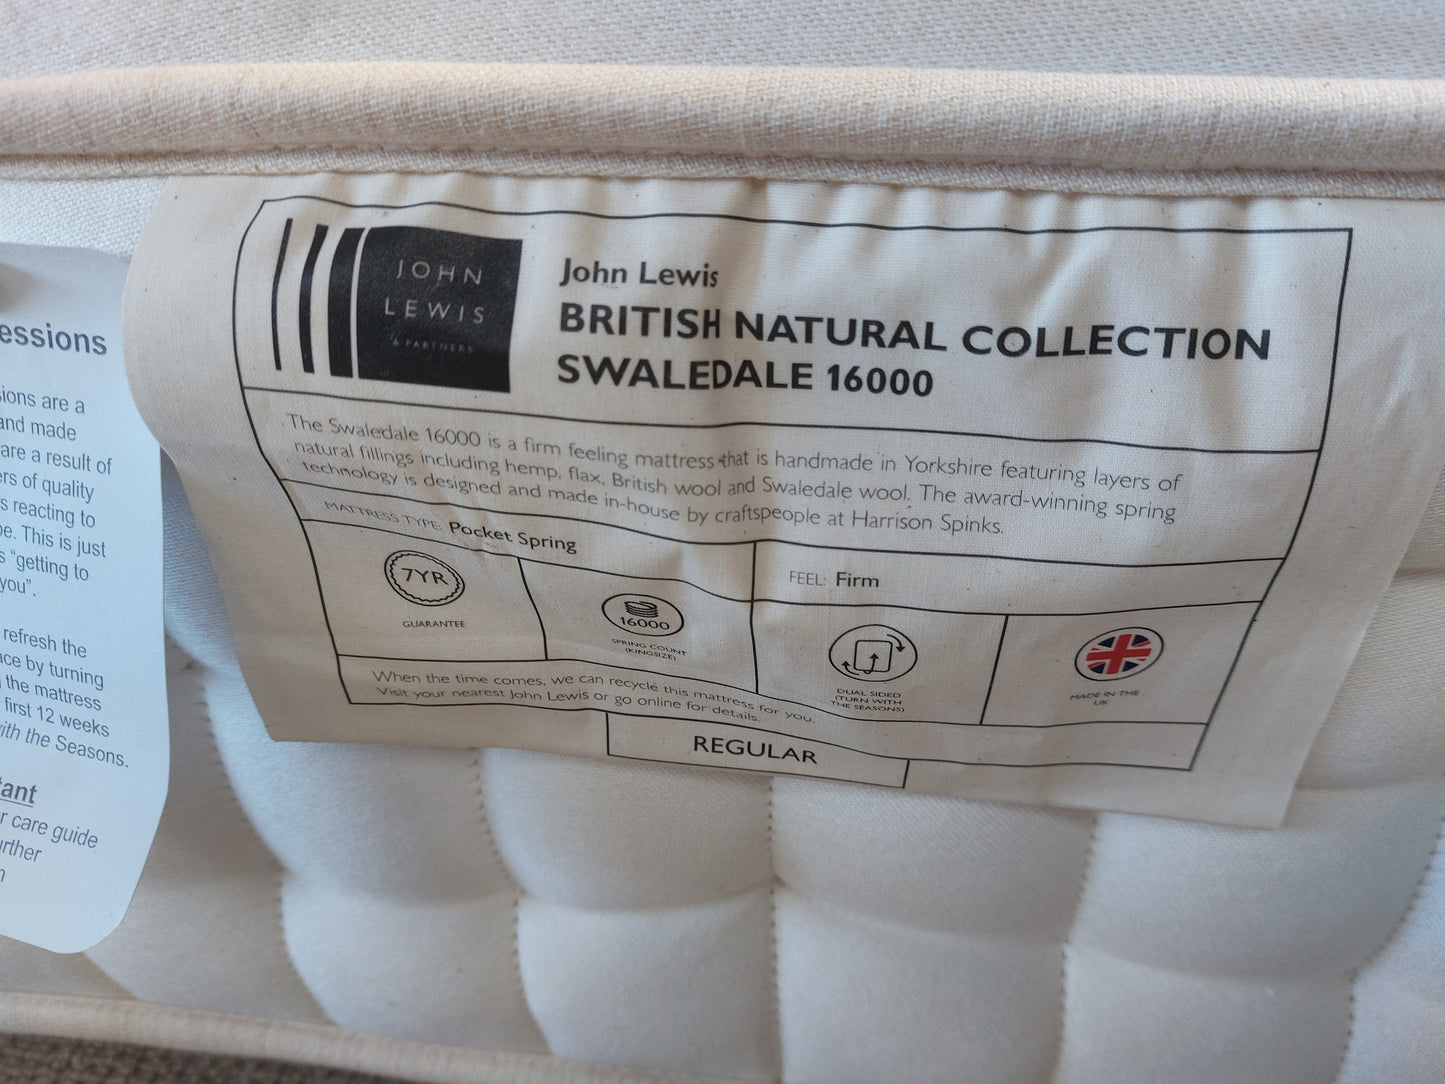 essions
sions are a
and made
are a result of
ers of quality
s reacting to
pe. This is just
s “getting to
you”.
refresh the
ace by turning
the mattress
first 12 weeks
with the Seasons.
tant
r care guide
urther
n
JOHN
LEWIS
& PARTNERS
John Lewis
BRITISH NATURAL COLLECTION
SWALEDALE 16000
The Swaledale 16000 is a firm feeling mattress that is handmade in Yorkshire featuring layers of
natural fillings including hemp, flax, British wool and Swaledale wool. The award-winning spring
technology is designed and made in-house by craftspeople at Harrison Spinks.
MATTRESS TYPE: Pocket Spring
FEEL: Firm
7YR
GUARANTEE
16000
SPRING COUNT
(KINGSIZE)
DUAL SIDED
(TURN WITH
THE SEASONS)
MADE IN THE
UK
When the time comes, we can recycle this mattress for you.
Visit your nearest John Lewis or go online for details.
REGULAR